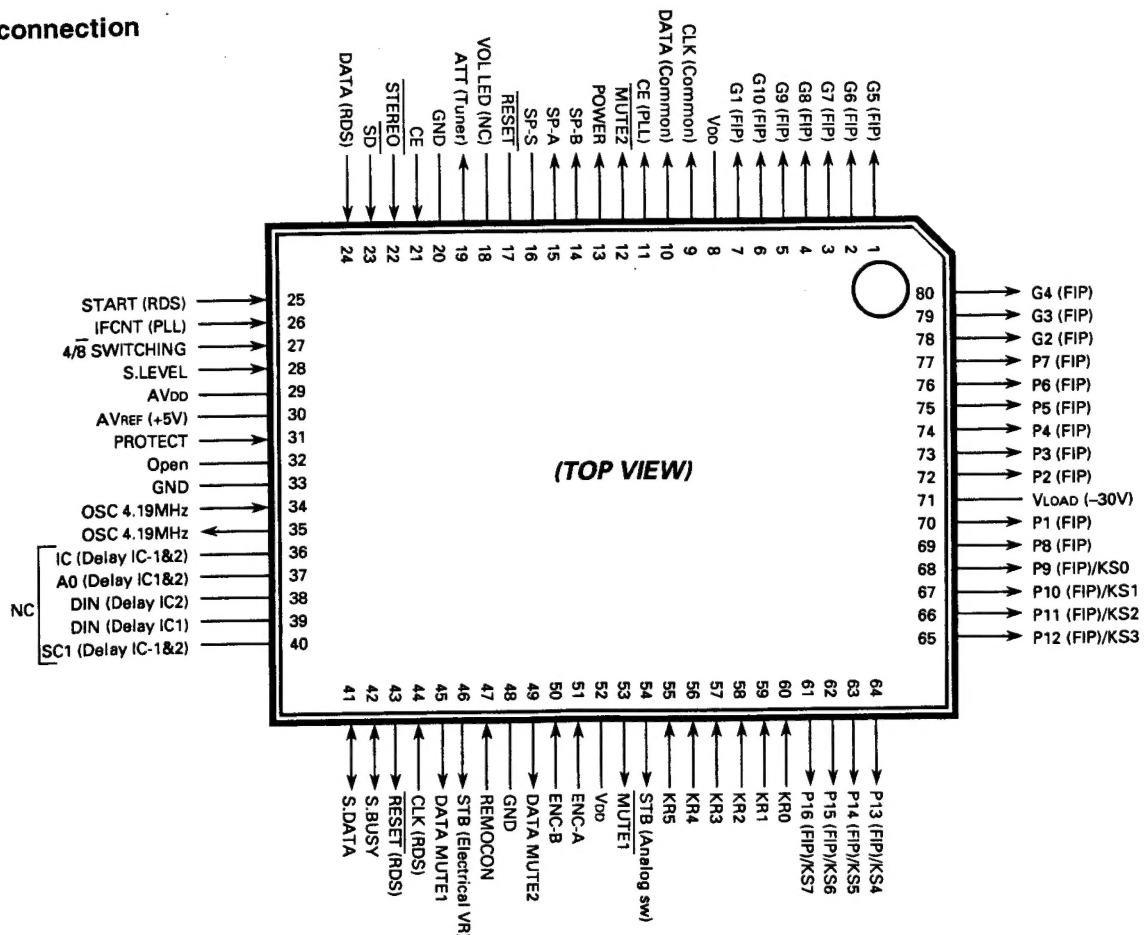 connection
DATA (RDS)
SD
STEREO
CE
GND
ATT (Tuner)
VOL LED (NC)
RESET
SP-S
SP-A
SP-B
POWER
MUTE2
CE (PLL)
DATA (Common)
CLK (Common)
VDD
G1 (FIP)
G10 (FIP)
G9 (FIP)
G8 (FIP)
G7 (FIP)
G6 (FIP)
G5 (FIP)
24 23 22 21 20 19 18 17 16 15 14 13 12 11 10 9 8 7 6 5 4 3 2 1
START (RDS) 25
IFCNT (PLL) 26
4/8 SWITCHING 27
S.LEVEL 28
AVDD 29
AVREF (+5V) 30
PROTECT 31
Open 32
GND 33
OSC 4.19MHz 34
OSC 4.19MHz 35
IC (Delay IC-1&2) 36
A0 (Delay IC1&2) 37
NC
DIN (Delay IC2) 38
DIN (Delay IC1) 39
SC1 (Delay IC-1&2) 40
(TOP VIEW)
80 G4 (FIP)
79 G3 (FIP)
78 G2 (FIP)
77 P7 (FIP)
76 P6 (FIP)
75 P5 (FIP)
74 P4 (FIP)
73 P3 (FIP)
72 P2 (FIP)
71 VLOAD (–30V)
70 P1 (FIP)
69 P8 (FIP)
68 P9 (FIP)/KS0
67 P10 (FIP)/KS1
66 P11 (FIP)/KS2
65 P12 (FIP)/KS3
41 42 43 44 45 46 47 48 49 50 51 52 53 54 55 56 57 58 59 60 61 62 63 64
S.DATA
S.BUSY
RESET (RDS)
CLK (RDS)
DATA MUTE1
STB (Electrical VR)
REMOCON
GND
DATA MUTE2
ENC-B
ENC-A
VDD
MUTE1
STB (Analog sw)
KR5
KR4
KR3
KR2
KR1
KR0
P16 (FIP)/KS7
P15 (FIP)/KS6
P14 (FIP)/KS5
P13 (FIP)/KS4